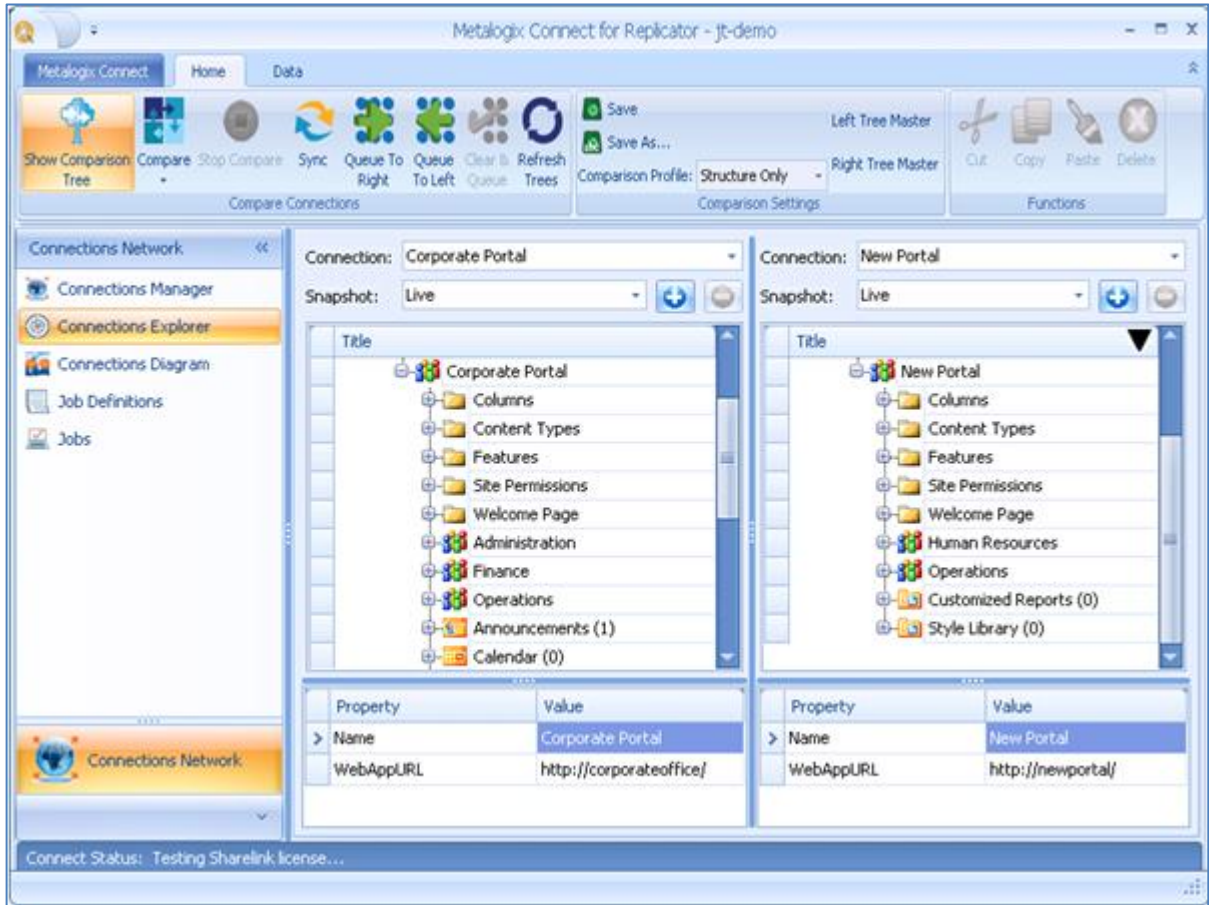 Metalogix Connect for Replicator - jt-demo
Metalogix Connect Home Data
Show Comparison Tree
Compare
Stop Compare
Sync
Queue To Right
Queue To Left
Clear & Queue
Refresh Trees
Save
Save As...
Comparison Profile: Structure Only
Left Tree Master
Right Tree Master
Cut
Copy
Paste
Delete
Compare Connections
Comparison Settings
Functions
Connections Network
Connections Manager
Connections Explorer
Connections Diagram
Job Definitions
Jobs
Connections Network
Connection: Corporate Portal
Snapshot: Live
Title
Corporate Portal
Columns
Content Types
Features
Site Permissions
Welcome Page
Administration
Finance
Operations
Announcements (1)
Calendar (0)
Property Value
Name Corporate Portal
WebAppURL http://corporateoffice/
Connection: New Portal
Snapshot: Live
Title
New Portal
Columns
Content Types
Features
Site Permissions
Welcome Page
Human Resources
Operations
Customized Reports (0)
Style Library (0)
Property Value
Name New Portal
WebAppURL http://newportal/
Connect Status: Testing Sharelink license...